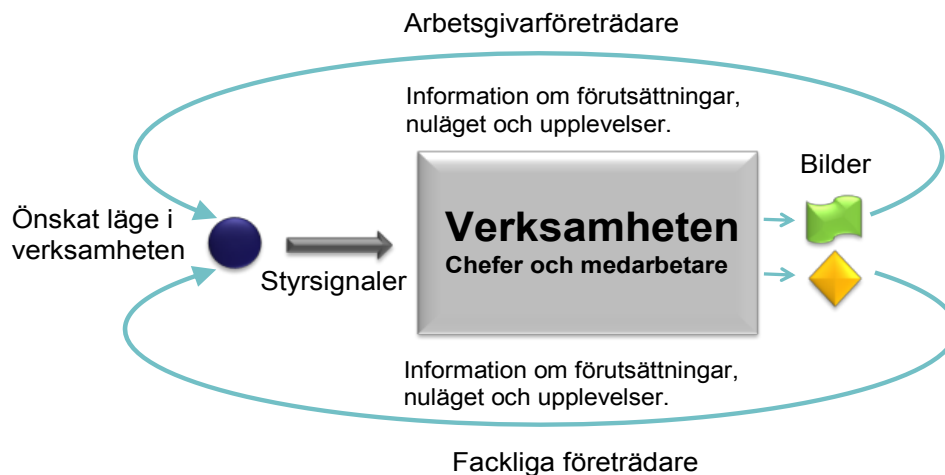 Arbetsgivarföreträdare
Information om förutsättningar,
nuläget och upplevelser.
Bilder
Önskat läge i
verksamheten
Styrsignaler
Verksamheten
Chefer och medarbetare
Information om förutsättningar,
nuläget och upplevelser.
Fackliga företrädare